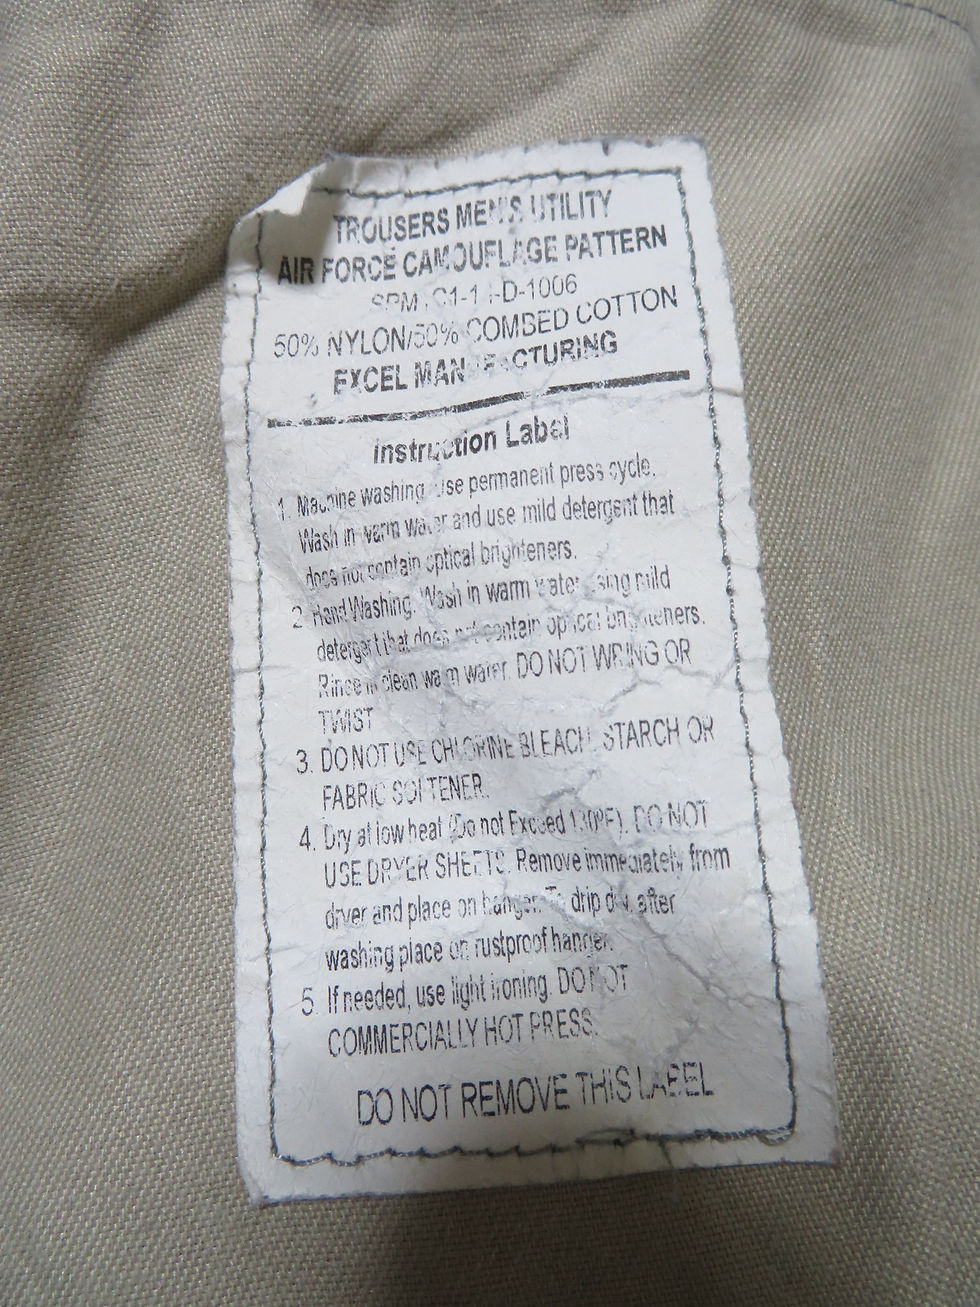 TROUSERS MEN'S UTILITY
AIR FORCE CAMOUFLAGE PATTERN
50% NYLON/50% COMBED COTTON
EXCEL MANUFACTURING
Instruction Label
1. Machine washing. Use permanent press cycle.
Wash in warm water and use mild detergent that
does not contain optical brighteners.
2. Hand Washing. Wash in warm water using mild
detergent that does not contain optical brighteners.
Rinse in clean warm water. DO NOT WRING OR
TWIST
3. DO NOT USE CHLORINE BLEACH, STARCH OR
FABRIC SOFTENER.
4. Dry at low heat (Do not Exceed 130ºF). DO NOT
USE DRYER SHEETS. Remove immediately from
dryer and place on hanger. To drip dry, after
washing place on rustproof hanger.
5. If needed, use light ironing. DO NOT
COMMERCIALLY HOT PRESS.
DO NOT REMOVE THIS LABEL